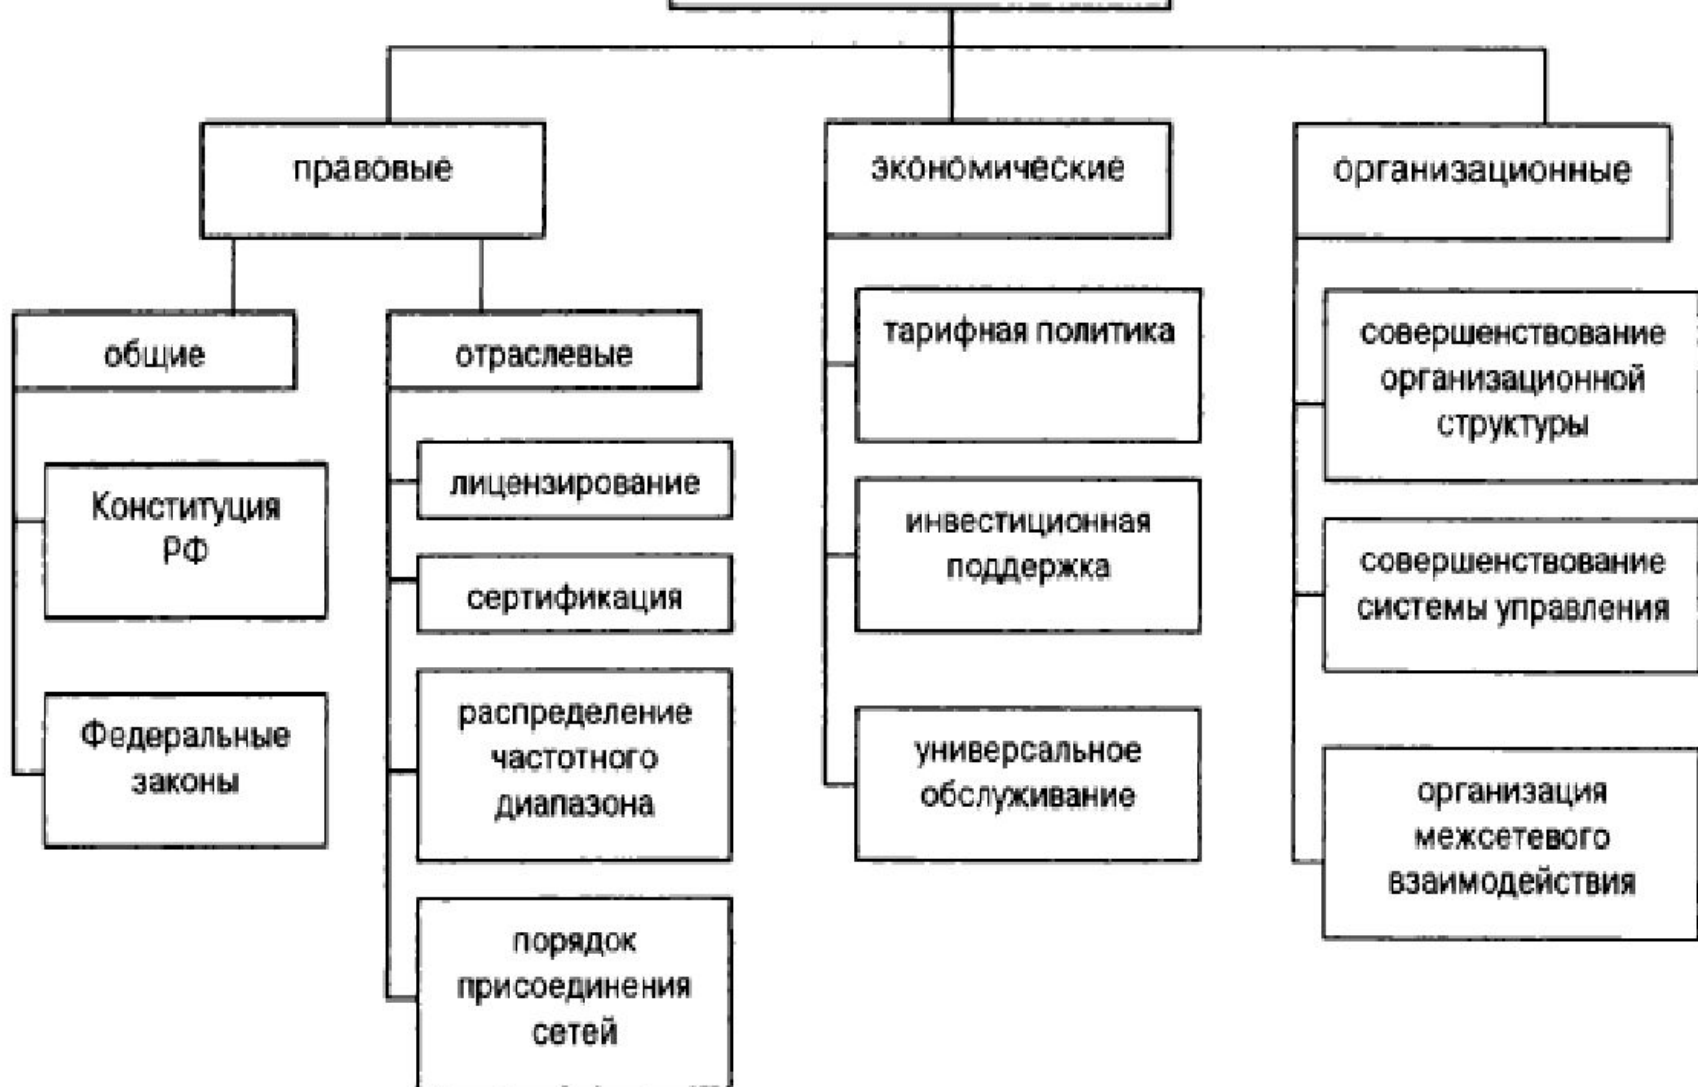 правовые
экономические
организационные
общие
отраслевые
Конституция
РФ
Федеральные
законы
лицензирование
сертификация
распределение
частотного
диапазона
порядок
присоединения
сетей
тарифная политика
инвестиционная
поддержка
универсальное
обслуживание
совершенствование
организационной
структуры
совершенствование
системы управления
организация
межсетевого
взаимодействия